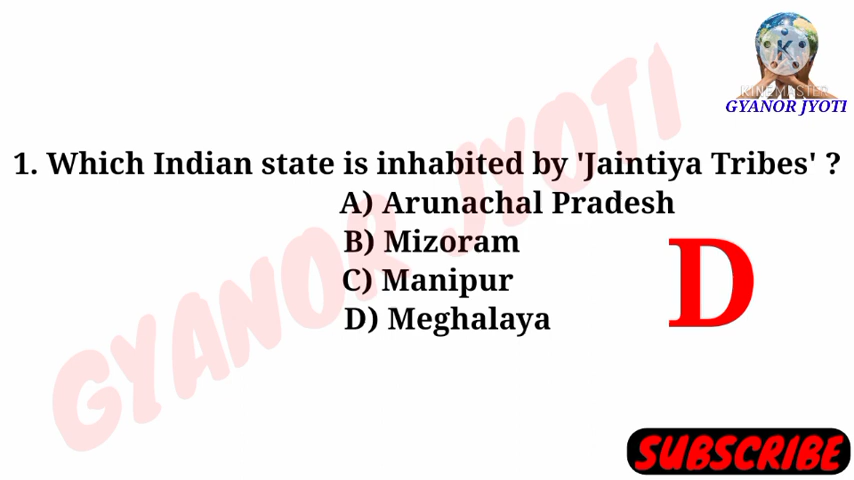 K
KINEMASTER
GYANOR JYOTI
1. Which Indian state is inhabited by 'Jaintiya Tribes' ?
A) Arunachal Pradesh
B) Mizoram
C) Manipur
D) Meghalaya
D
GYANOR JYOTI
SUBSCRIBE